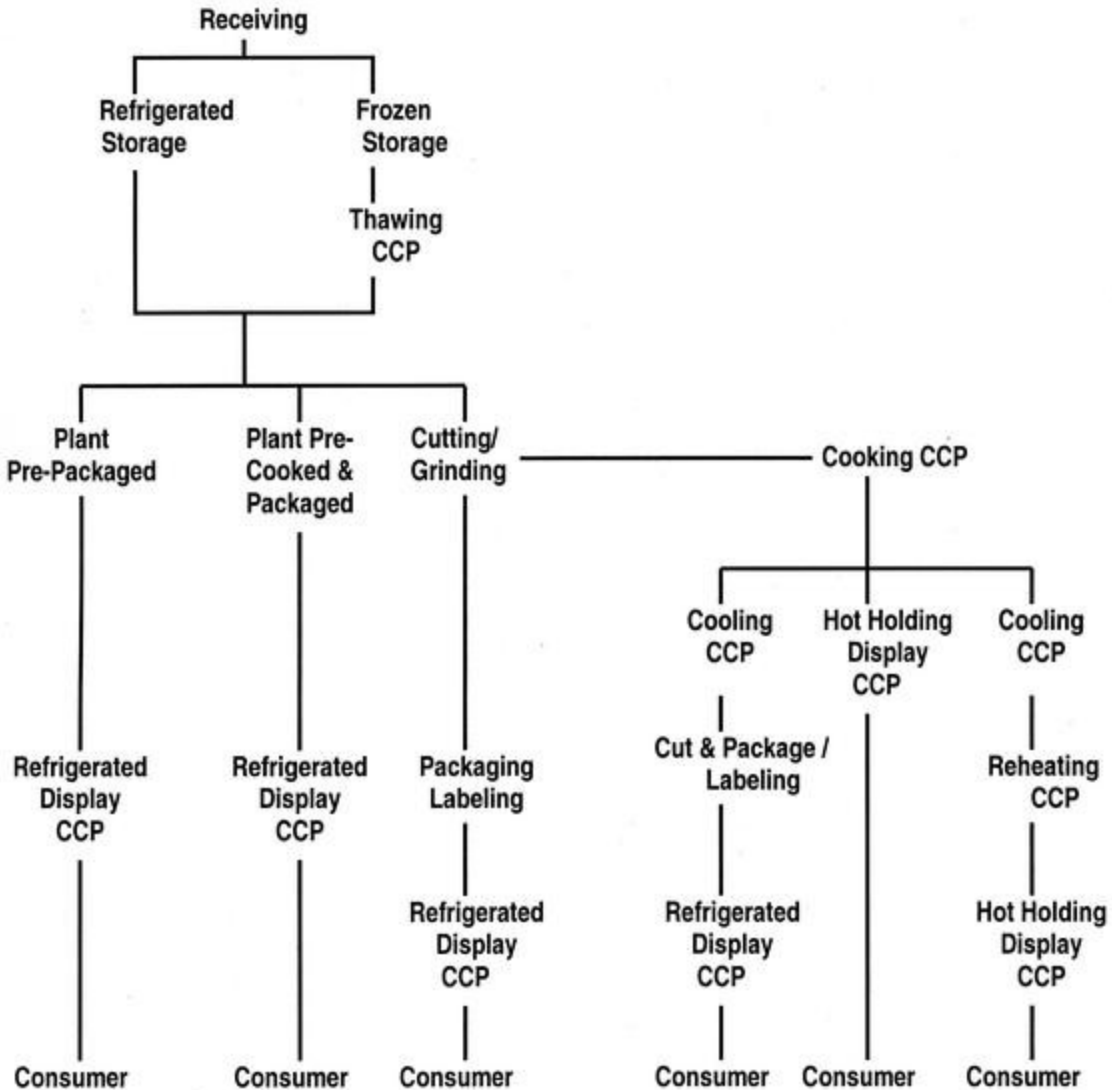 Receiving
Refrigerated
Storage
Frozen
Storage
Thawing
CCP
Plant
Pre-Packaged
Plant Pre-
Cooked &
Packaged
Cutting/
Grinding
Cooking CCP
Cooling
CCP
Hot Holding
Display
CCP
Cooling
CCP
Refrigerated
Display
CCP
Refrigerated
Display
CCP
Packaging
Labeling
Cut & Package /
Labeling
Reheating
CCP
Refrigerated
Display
CCP
Refrigerated
Display
CCP
Hot Holding
Display
CCP
Consumer
Consumer
Consumer
Consumer
Consumer
Consumer